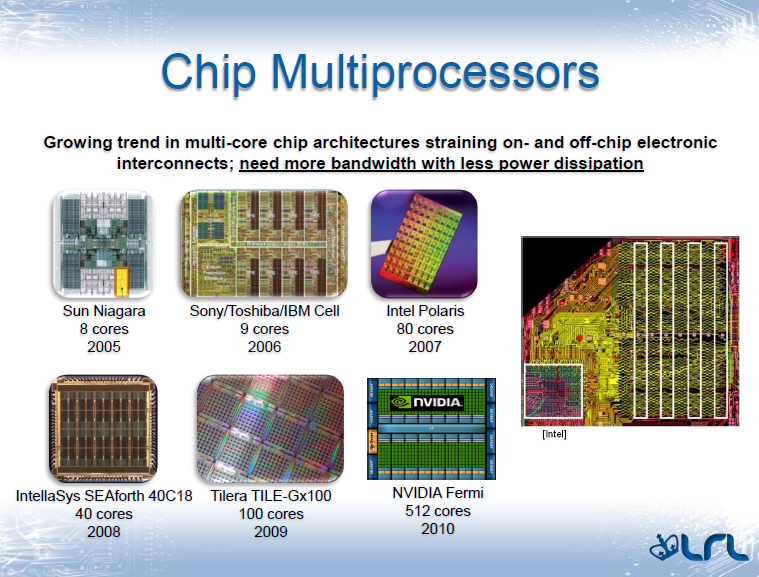 Chip Multiprocessors
Growing trend in multi-core chip architectures straining on- and off-chip electronic
interconnects; need more bandwidth with less power dissipation
Sun Niagara
8 cores
2005
Sony/Toshiba/IBM Cell
9 cores
2006
Intel Polaris
80 cores
2007
[Intel]
NVIDIA.
IntellaSys SEAforth 40C18
40 cores
2008
Tilera TILE-Gx100
100 cores
2009
NVIDIA Fermi
512 cores
2010
LRL